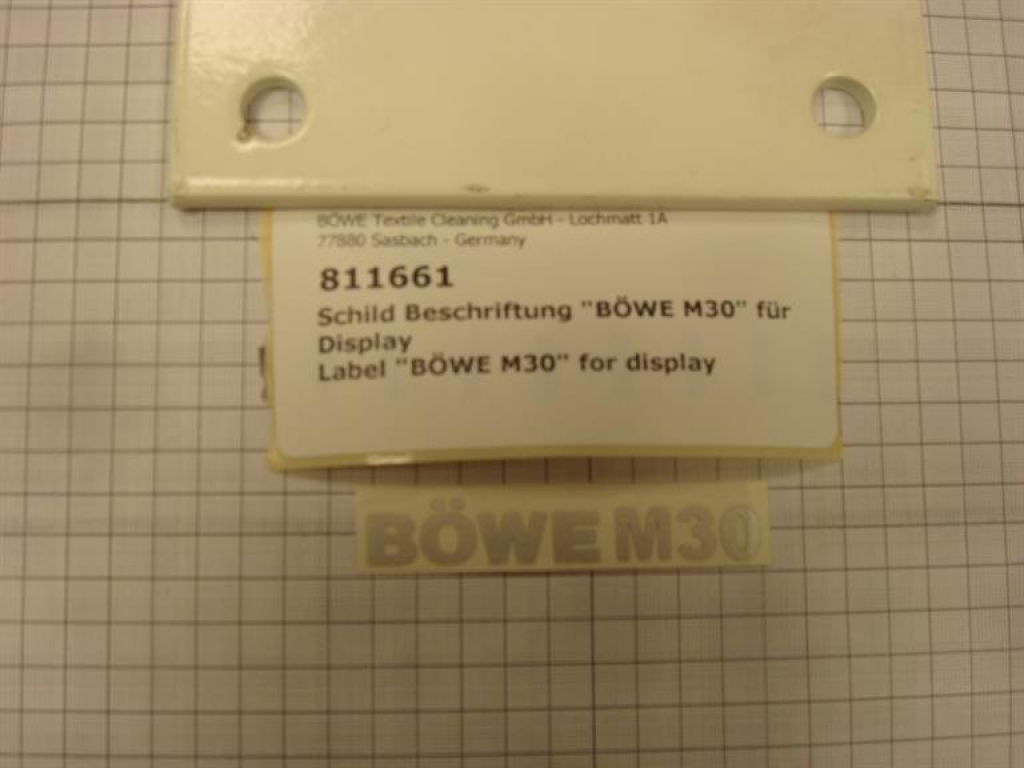 BÖWE Textile Cleaning GmbH - Lochmatt 1A
77880 Sasbach - Germany
811661
Schild Beschriftung "BÖWE M30" für
Display
Label "BÖWE M30" for display
BÖWE M30